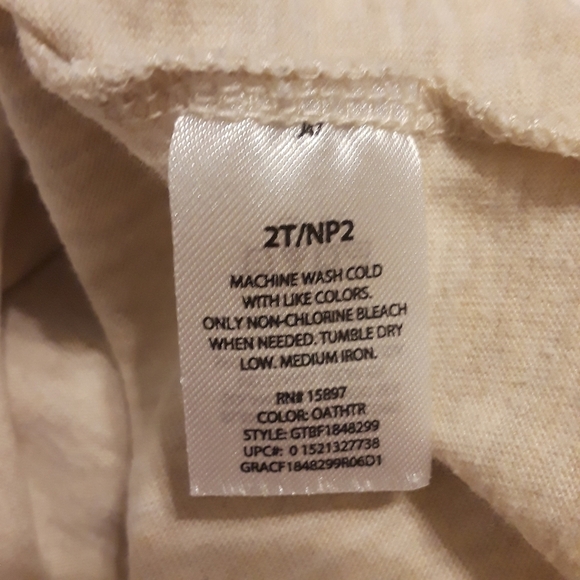 2T/NP2
MACHINE WASH COLD
WITH LIKE COLORS.
ONLY NON-CHLORINE BLEACH
WHEN NEEDED. TUMBLE DRY
LOW. MEDIUM IRON.
RN# 15897
COLOR: OATHTR
STYLE: GTBF1848299
UPC#: 0 1521327738
GRACF1848299R06D1